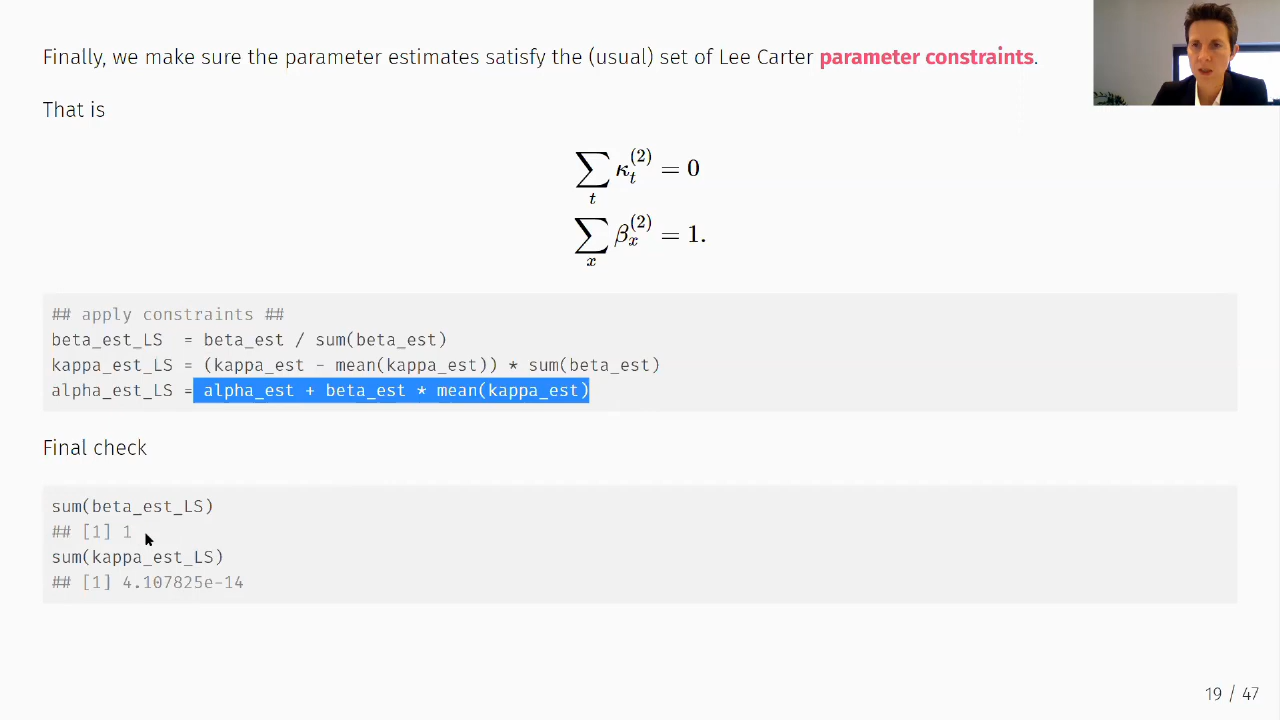 Finally, we make sure the parameter estimates satisfy the (usual) set of Lee Carter parameter constraints.
That is
∑_t κ_t^(2) = 0
∑_x β_x^(2) = 1.
## apply constraints ##
beta_est_LS  = beta_est / sum(beta_est)
kappa_est_LS = (kappa_est - mean(kappa_est)) * sum(beta_est)
alpha_est_LS = alpha_est + beta_est * mean(kappa_est)
Final check
sum(beta_est_LS)
## [1] 1
sum(kappa_est_LS)
## [1] 4.107825e-14
19 / 47